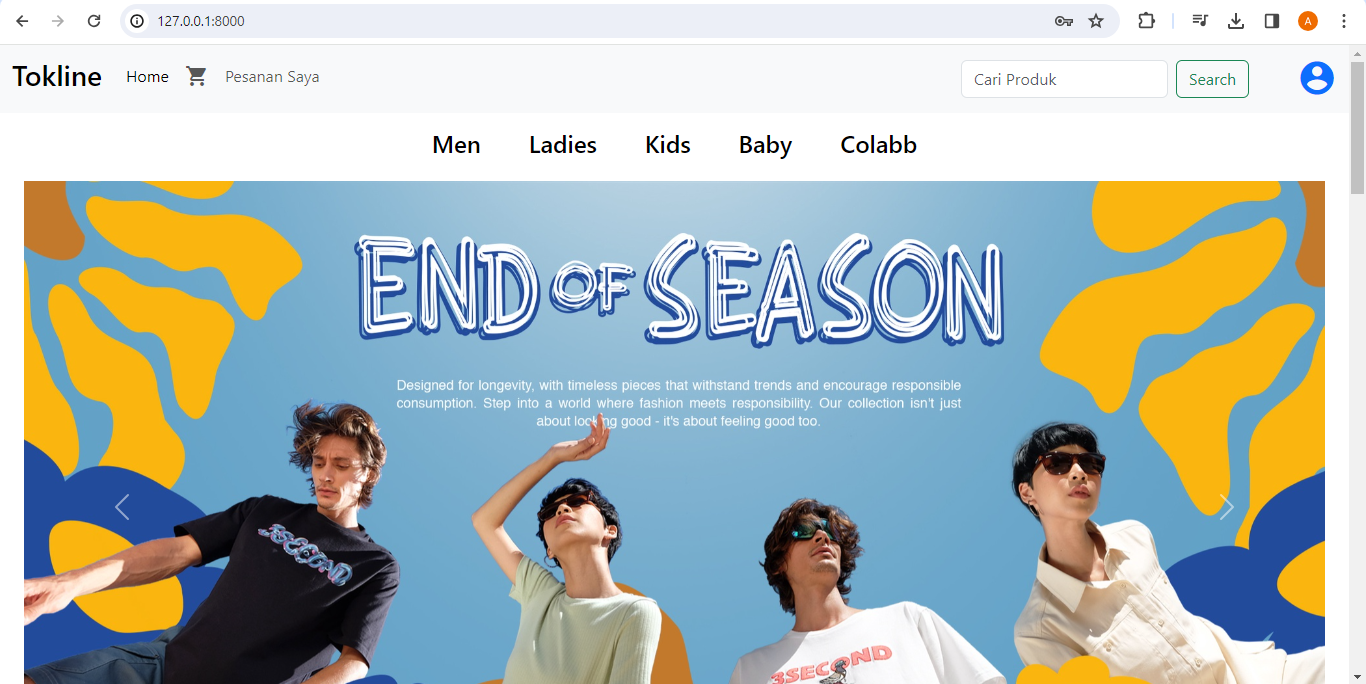 127.0.0.1:8000
A
Tokline Home Pesanan Saya Cari Produk Search
Men Ladies Kids Baby Colabb
END OF SEASON
Designed for longevity, with timeless pieces that withstand trends and encourage responsible
consumption. Step into a world where fashion meets responsibility. Our collection isn't just
about looking good - it's about feeling good too.
3SECOND
3SECOND